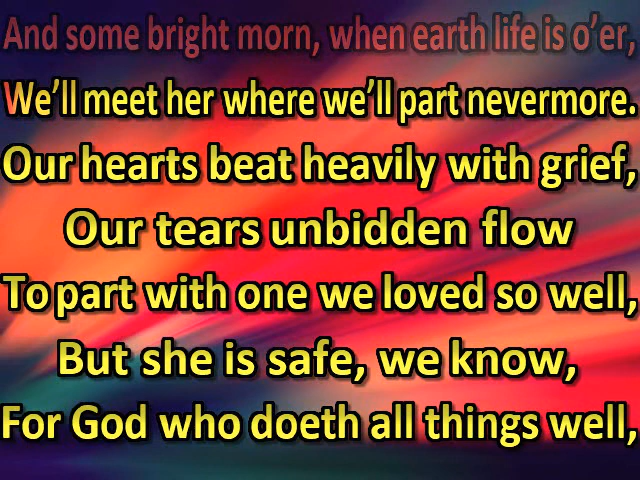 And some bright morn, when earth life is o’er,
We’ll meet her where we’ll part nevermore.
Our hearts beat heavily with grief,
Our tears unbidden flow
To part with one we loved so well,
But she is safe, we know,
For God who doeth all things well,